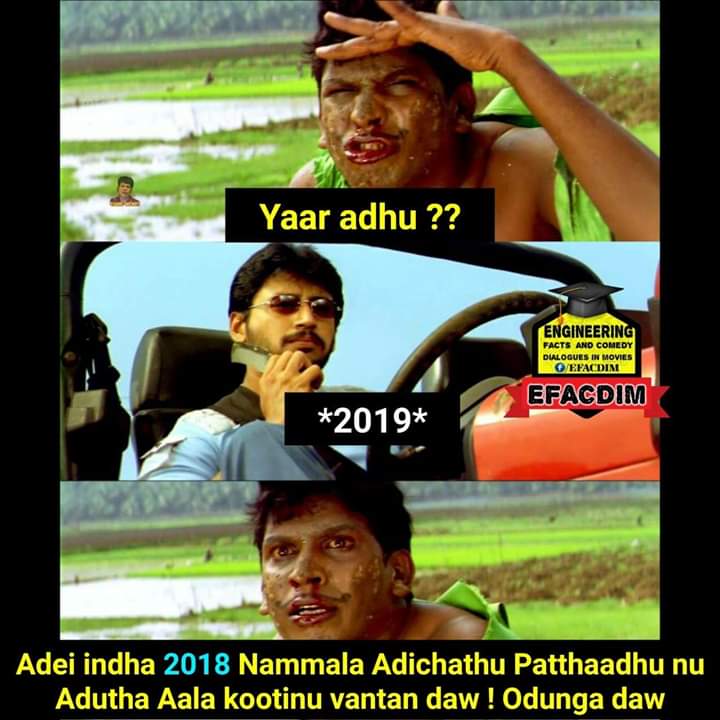 Yaar adhu ??
ENGINEERING
FACTS AND COMEDY
DIALOGUES IN MOVIES
f/EFACDIM
EFACDIM
*2019*
Adei indha 2018 Nammala Adichathu Patthaadhu nu
Adutha Aala kootinu vantan daw ! Odunga daw